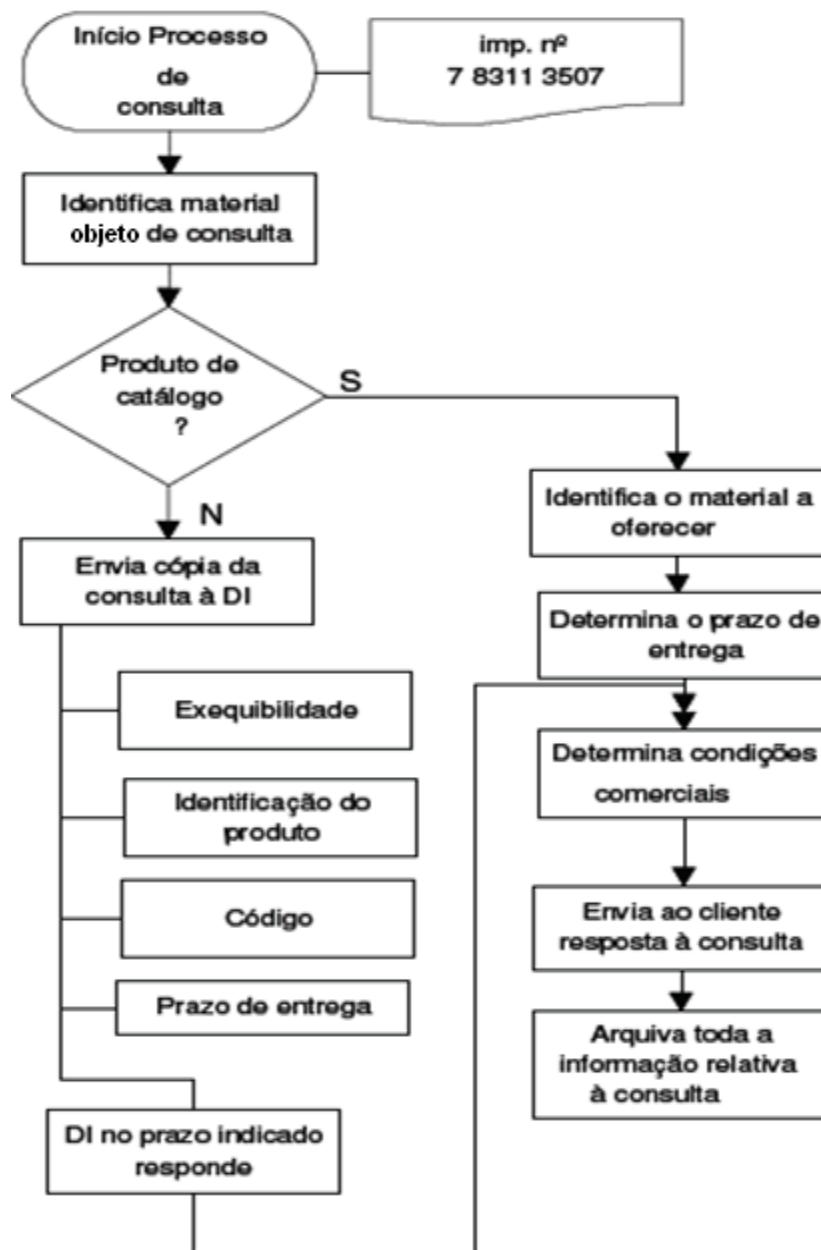 Início Processo
de
consulta
imp. nº
7 8311 3507
Identifica material
objeto de consulta
Produto de
catálogo
?
S
N
Envia cópia da
consulta à DI
Exequibilidade
Identificação do
produto
Código
Prazo de entrega
DI no prazo indicado
responde
Identifica o material a
oferecer
Determina o prazo de
entrega
Determina condições
comerciais
Envia ao cliente
resposta à consulta
Arquiva toda a
informação relativa
à consulta